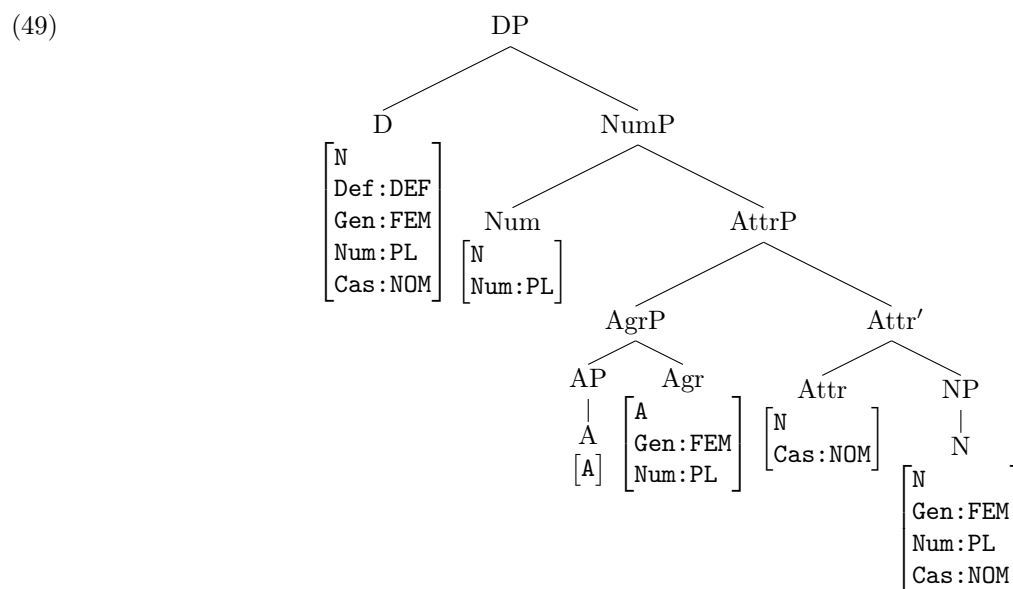 (49)
DP
D NumP
N
Def:DEF
Gen:FEM
Num:PL
Cas:NOM
Num AttrP
N
Num:PL
AgrP Attr′
AP Agr Attr NP
A
Gen:FEM
Num:PL
N
Cas:NOM
A N
[A]
N
Gen:FEM
Num:PL
Cas:NOM